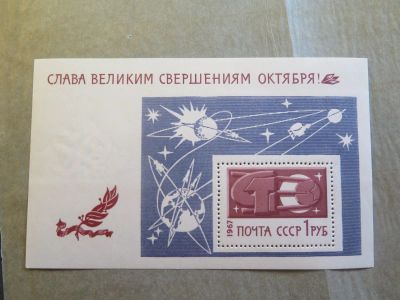 СЛАВА ВЕЛИКИМ СВЕРШЕНИЯМ ОКТЯБРЯ!
1967
ПОЧТА СССР 1 РУБ